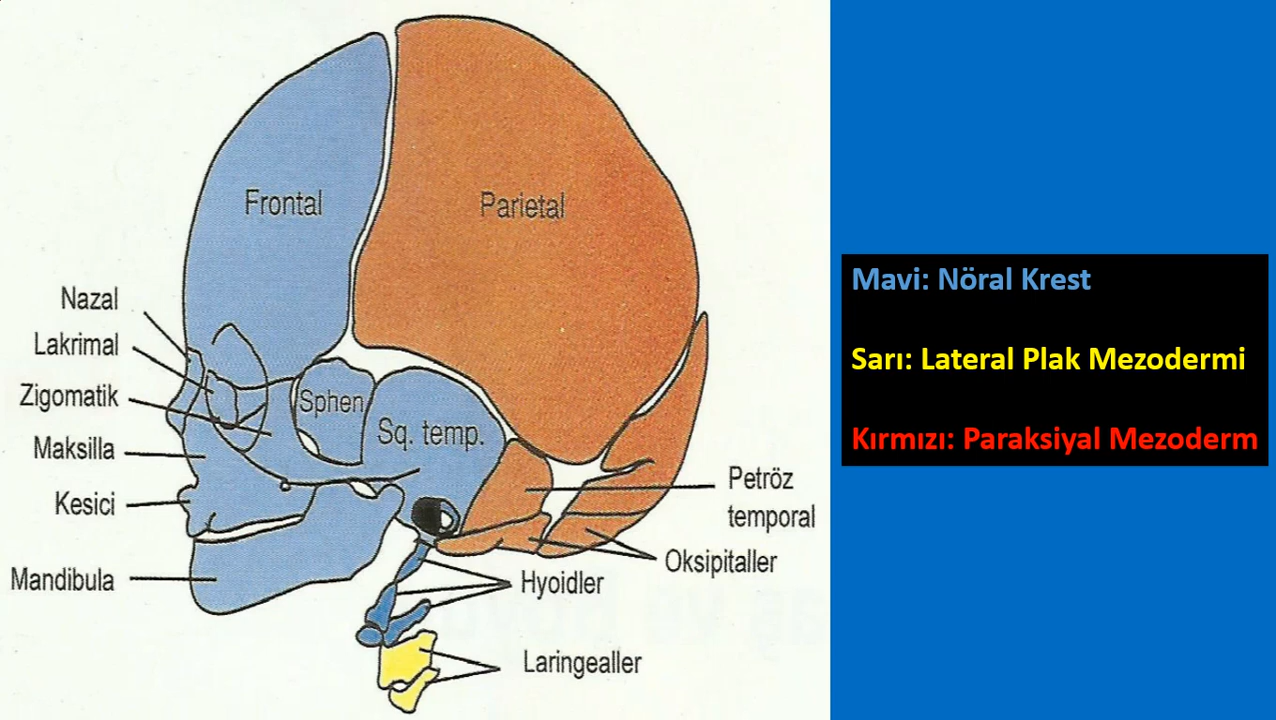 Frontal
Parietal
Nazal
Lakrimal
Zigomatik
Maksilla
Kesici
Mandibula
Sphen
Sq. temp.
Petröz
temporal
Oksipitaller
Hyoidler
Laringealler
Mavi: Nöral Krest
Sarı: Lateral Plak Mezodermi
Kırmızı: Paraksiyal Mezoderm